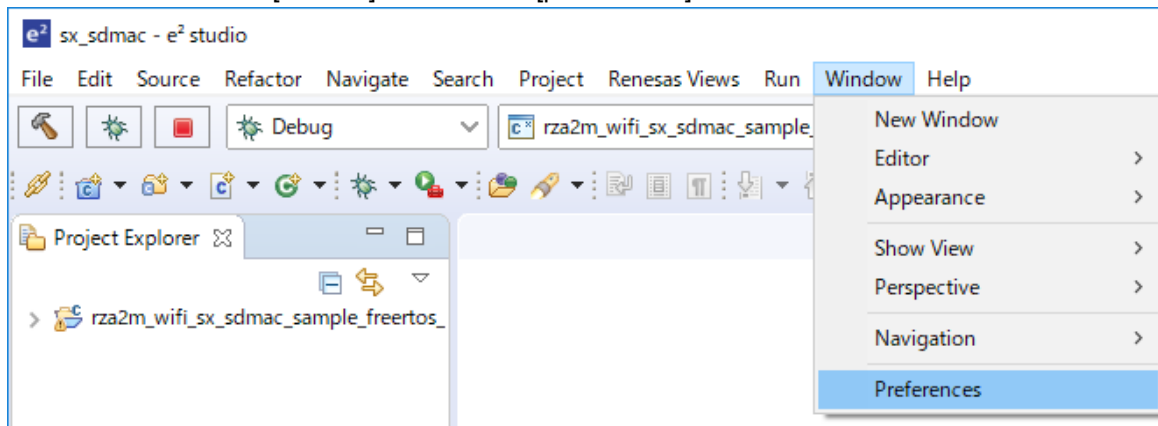 e² sx_sdmac - e² studio
File Edit Source Refactor Navigate Search Project Renesas Views Run Window Help
Debug rza2m_wifi_sx_sdmac_sample_
New Window
Editor
Appearance
Project Explorer
Show View
Perspective
rza2m_wifi_sx_sdmac_sample_freertos_
Navigation
Preferences